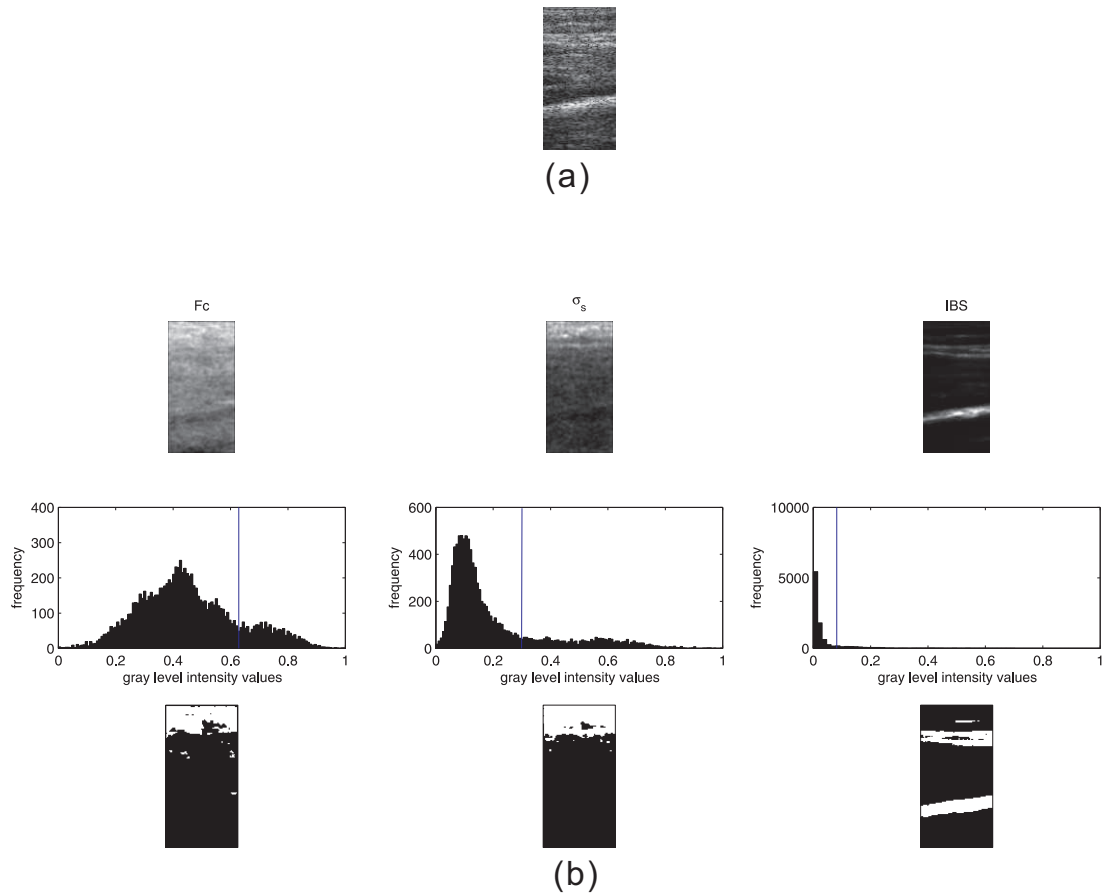 (a)
Fc
σs
IBS
400
300
200
100
0
frequency
0 0.2 0.4 0.6 0.8 1
gray level intensity values
600
400
200
0
frequency
0 0.2 0.4 0.6 0.8 1
gray level intensity values
10000
5000
0
frequency
0 0.2 0.4 0.6 0.8 1
gray level intensity values
(b)